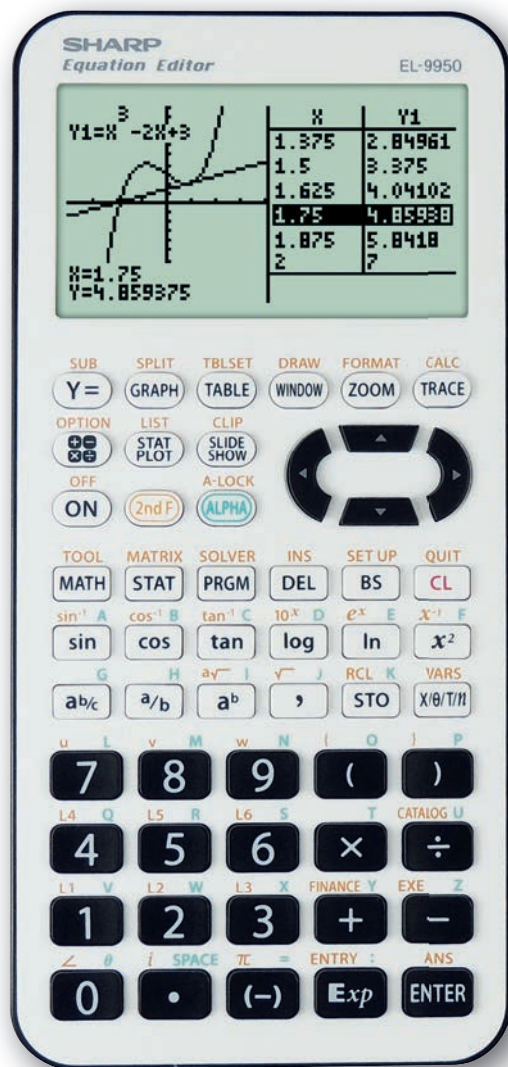 SHARP
Equation Editor EL-9950
Y1=X³-2X+3
X Y1
1.375 2.84961
1.5 3.375
1.625 4.04102
1.75 4.85938
1.875 5.8418
2 7
X=1.75
Y=4.859375
SUB SPLIT TBLSET DRAW FORMAT CALC
Y= GRAPH TABLE WINDOW ZOOM TRACE
OPTION LIST CLIP
+ − × ÷ STAT PLOT SLIDE SHOW
OFF A-LOCK
ON 2nd F ALPHA
TOOL MATRIX SOLVER INS SET UP QUIT
MATH STAT PRGM DEL BS CL
sin⁻¹ A cos⁻¹ B tan⁻¹ C 10ˣ D eˣ E x⁻¹ F
sin cos tan log ln x²
G H a√ I √ J RCL K VARS
ab/c a/b aᵇ , STO X/θ/T/n
u L v M w N { O } P
7 8 9 ( )
L4 Q L5 R L6 S T CATALOG U
4 5 6 × ÷
L1 V L2 W L3 X FINANCE Y EXE Z
1 2 3 + −
∠ θ i SPACE π = ENTRY : ANS
0 • (−) Exp ENTER